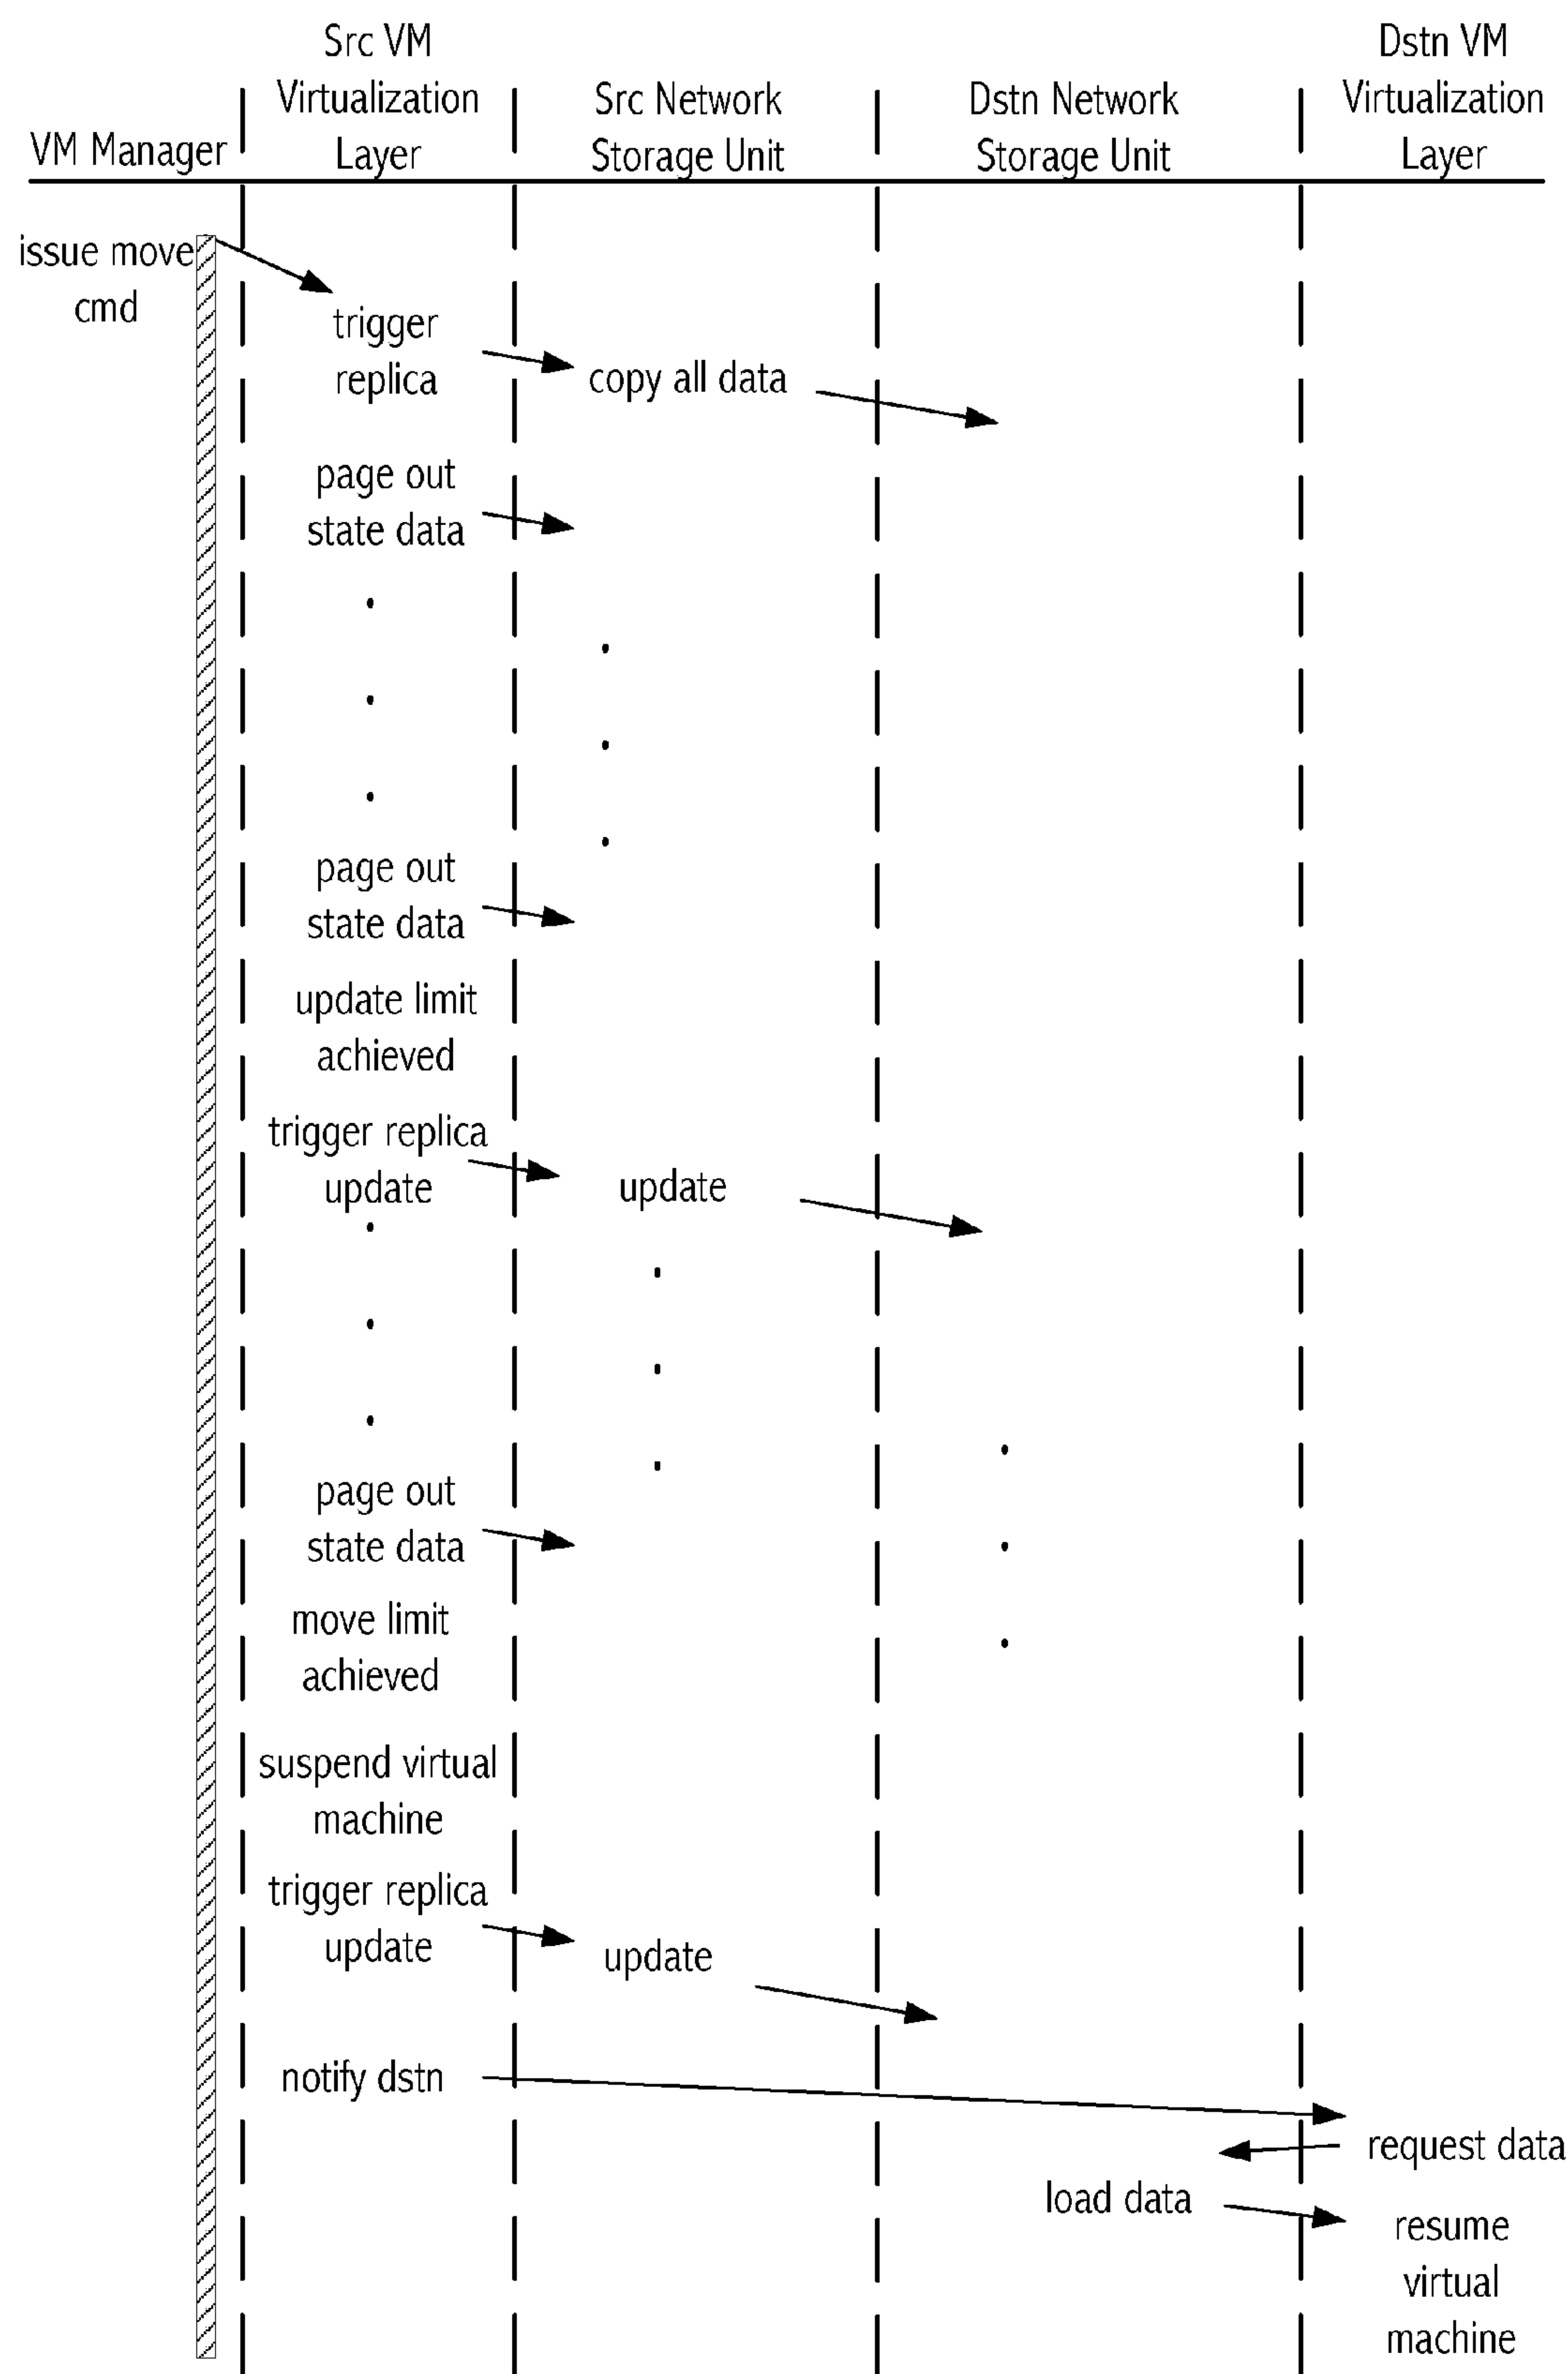 VM Manager
Src VM
Virtualization
Layer
Src Network
Storage Unit
Dstn Network
Storage Unit
Dstn VM
Virtualization
Layer
issue move
cmd
trigger
replica
copy all data
page out
state data
page out
state data
update limit
achieved
trigger replica
update
update
page out
state data
move limit
achieved
suspend virtual
machine
trigger replica
update
update
notify dstn
request data
load data
resume
virtual
machine